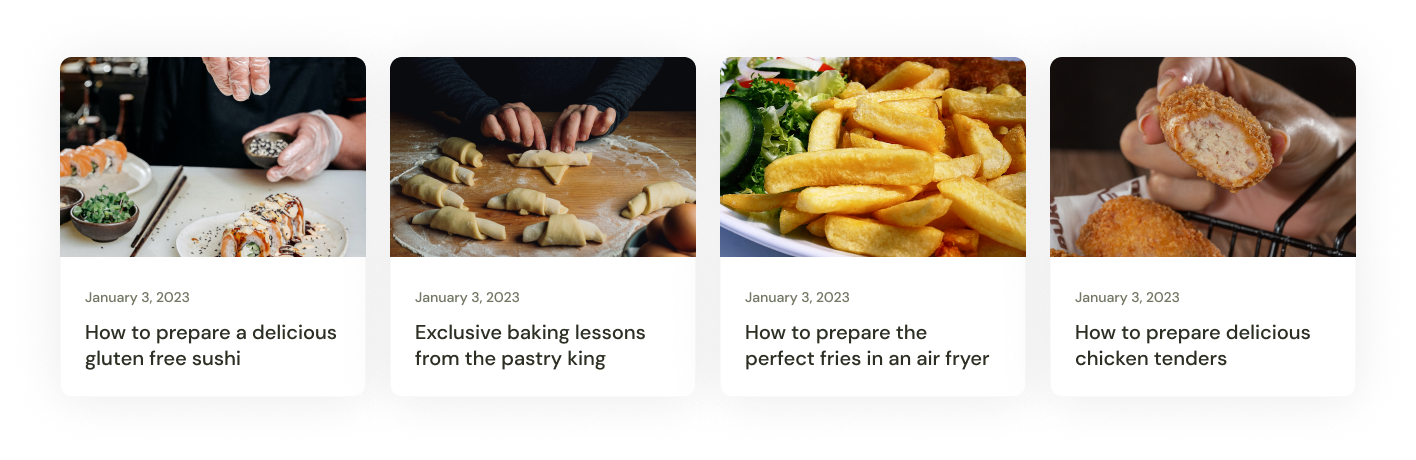 January 3, 2023
How to prepare a delicious
gluten free sushi
January 3, 2023
Exclusive baking lessons
from the pastry king
January 3, 2023
How to prepare the
perfect fries in an air fryer
January 3, 2023
How to prepare delicious
chicken tenders